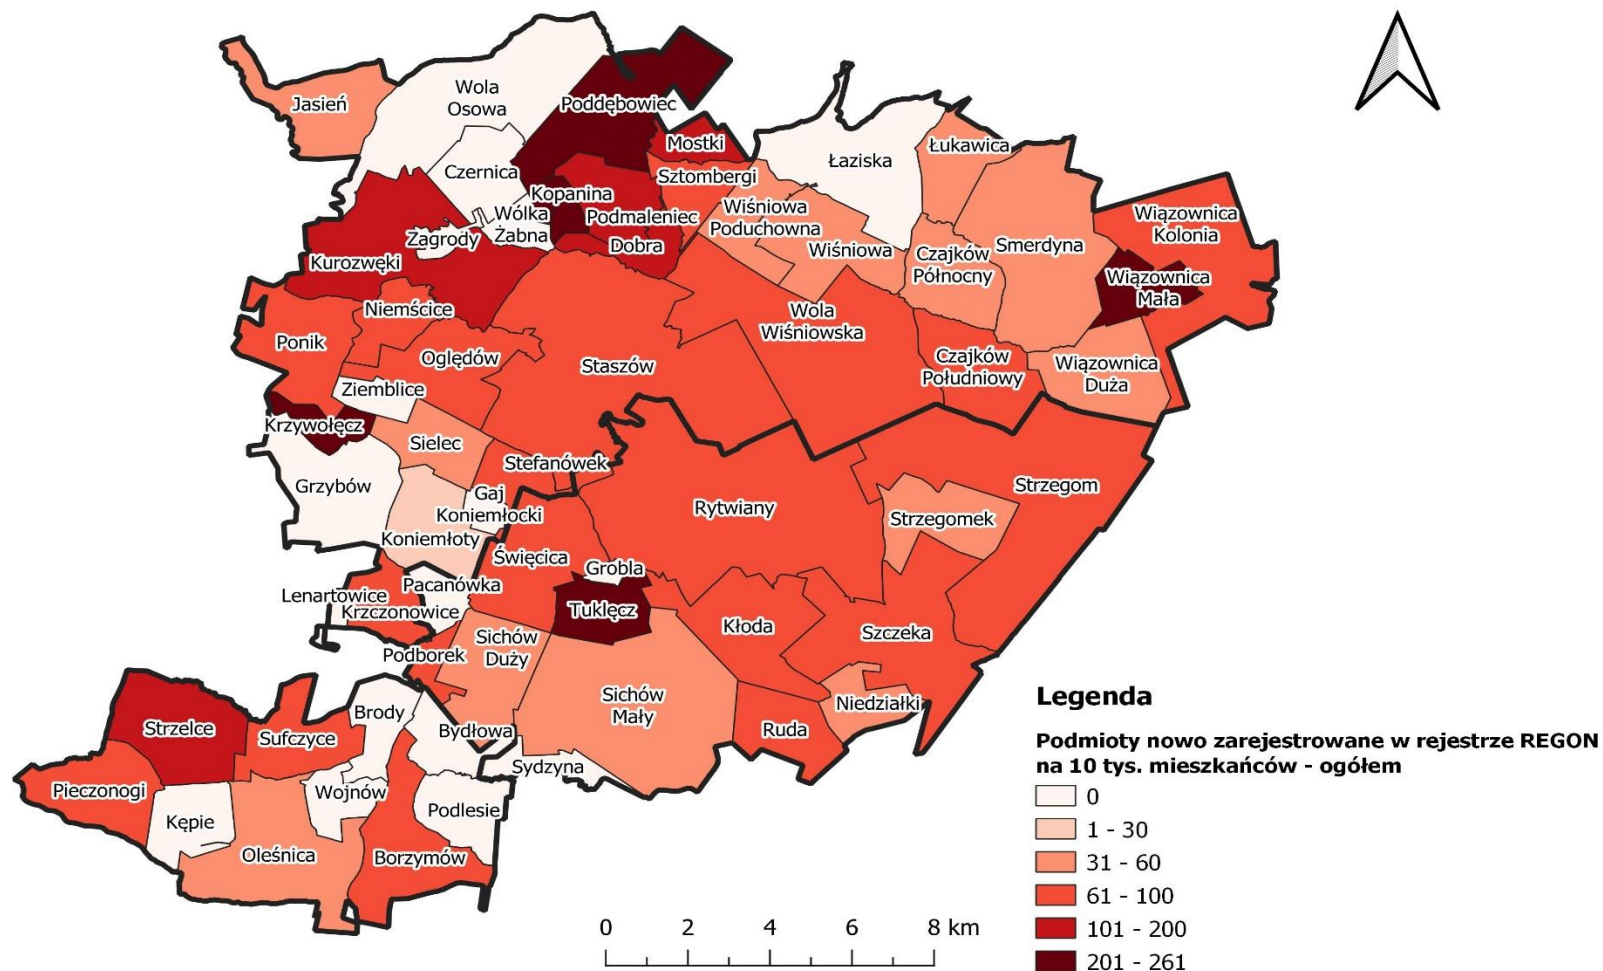 Jasień
Wola
Osowa
Poddębowiec
Mostki
Łukawica
Łaziska
Czernica
Sztombergi
Kopanina
Wólka
Żabna
Podmaleniec
Wiśniowa
Poduchowna
Wiązownica
Kolonia
Zagrody
Dobra
Wiśniowa
Czajków
Północny
Smerdyna
Kurozwęki
Wiązownica
Mała
Niemścice
Wola
Wiśniowska
Ponik
Oględów
Staszów
Czajków
Południowy
Wiązownica
Duża
Ziemblice
Krzywołęcz
Sielec
Stefanówek
Grzybów
Gaj
Koniemłocki
Strzegom
Rytwiany
Strzegomek
Koniemłoty
Święcica
Grobla
Pacanówka
Lenartowice
Krzczonowice
Tuklęcz
Kłoda
Szczeka
Sichów
Duży
Podborek
Sichów
Mały
Niedziałki
Strzelce
Brody
Sufczyce
Bydłowa
Ruda
Sydzyna
Pieczonogi
Wojnów
Podlesie
Kępie
Oleśnica
Borzymów
Legenda
Podmioty nowo zarejestrowane w rejestrze REGON
na 10 tys. mieszkańców - ogółem
0
1 - 30
31 - 60
61 - 100
101 - 200
201 - 261
0 2 4 6 8 km